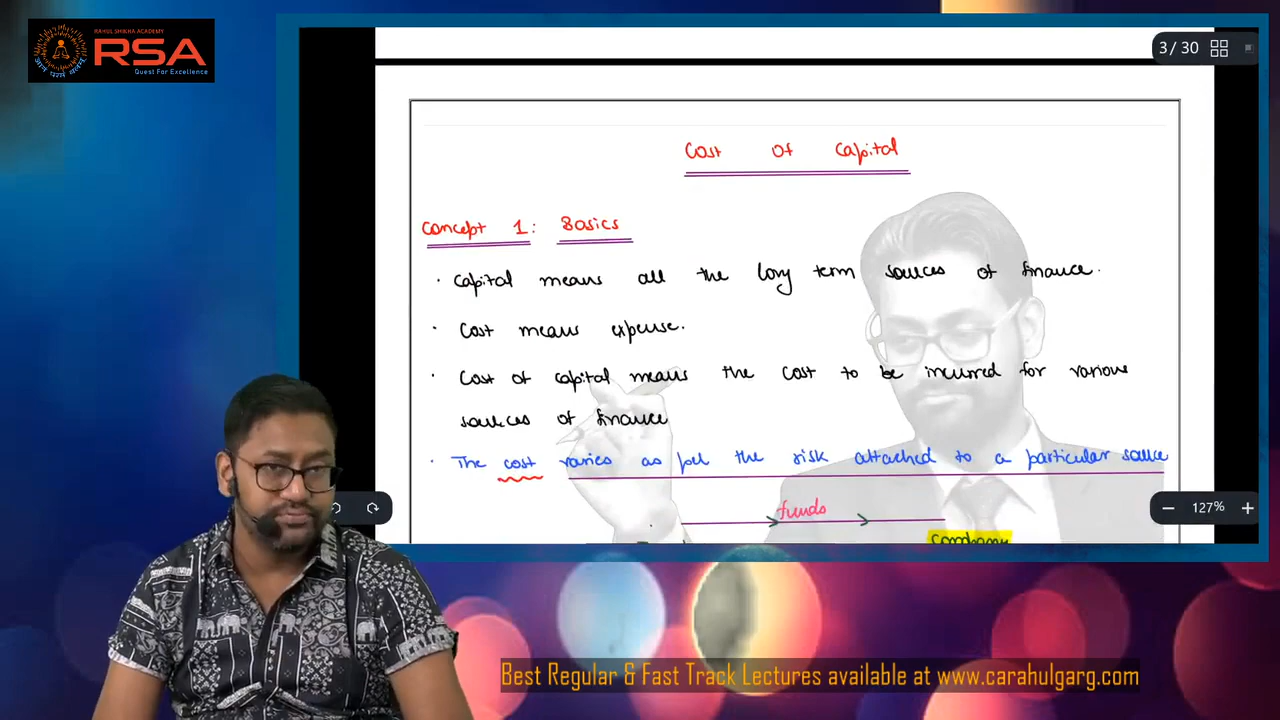 RAHUL SHIKHA ACADEMY
RSA
Quest For Excellence
3 / 30
Cost of Capital
Concept 1: Basics
· Capital means all the long term sources of finance.
· Cost means expense.
· Cost of capital means the cost to be incurred for various
sources of finance
· The cost varies as per the risk attached to a particular source
funds
company
127%
Best Regular & Fast Track Lectures available at www.carahulgarg.com